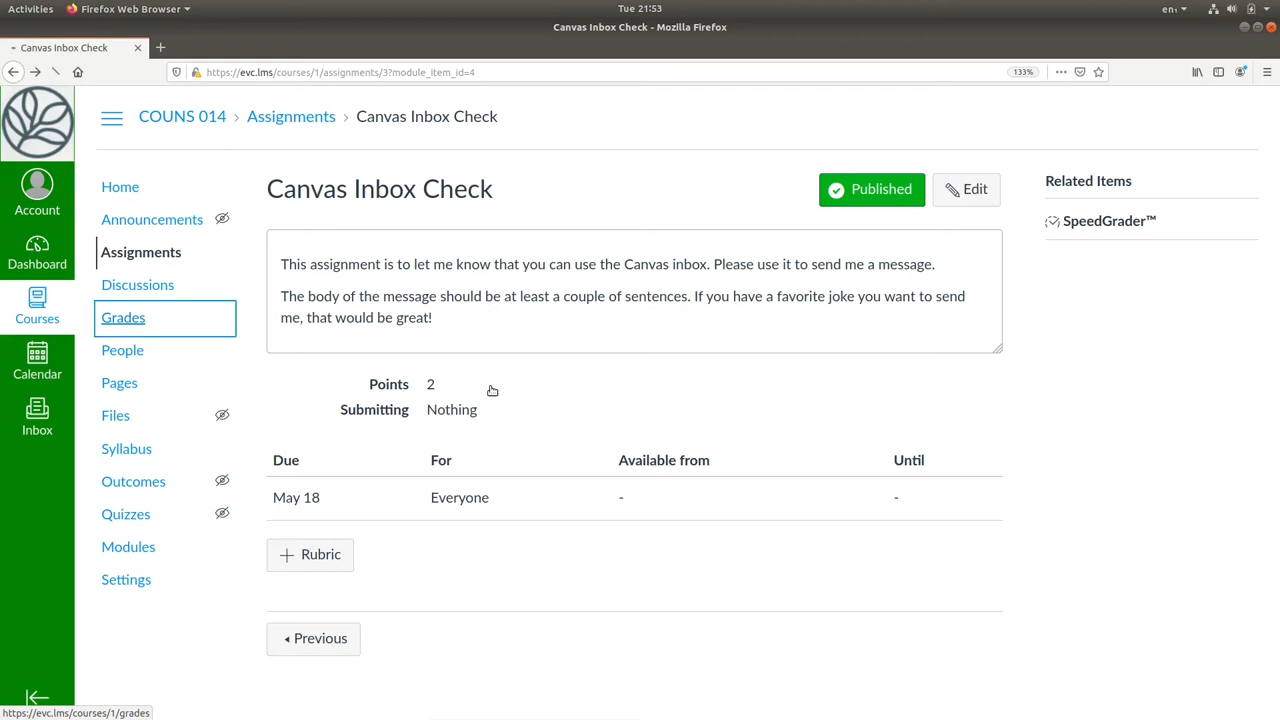 Activities Firefox Web Browser Tue 21:53 en₁
Canvas Inbox Check - Mozilla Firefox
Canvas Inbox Check
https://evc.lms/courses/1/assignments/3?module_item_id=4 133%
COUNS 014 › Assignments › Canvas Inbox Check
Account
Dashboard
Courses
Calendar
Inbox
Home
Announcements
Assignments
Discussions
Grades
People
Pages
Files
Syllabus
Outcomes
Quizzes
Modules
Settings
Canvas Inbox Check
Published
Edit
This assignment is to let me know that you can use the Canvas inbox. Please use it to send me a message.
The body of the message should be at least a couple of sentences. If you have a favorite joke you want to send
me, that would be great!
Points 2
Submitting Nothing
Due For Available from Until
May 18 Everyone - -
Rubric
Previous
Related Items
SpeedGrader™
https://evc.lms/courses/1/grades